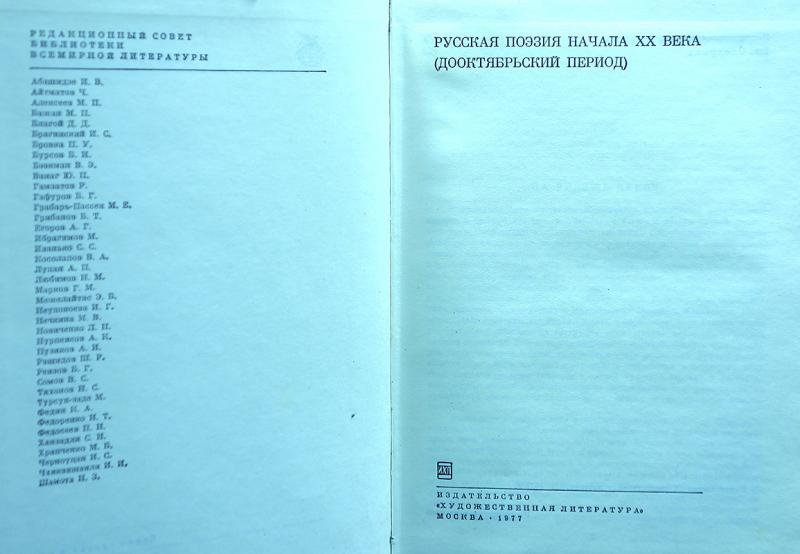 РЕДАКЦИОННЫЙ СОВЕТ
БИБЛИОТЕКИ
ВСЕМИРНОЙ ЛИТЕРАТУРЫ
Абашидзе И. В.
Айтматов Ч.
Алексеев М. П.
Бажан М. П.
Благой Д. Д.
Брагинский И. С.
Бровка П. У.
Бурсов Б. И.
Ванаг Ю. П.
Гамзатов Р.
Гафуров Б. Г.
Грабарь-Пассек М. Е.
Грибанов Б. Т.
Егоров А. Г.
Ибрагимов М.
Иванько С. С.
Косолапов В. А.
Лупан А. П.
Любимов Н. М.
Марков Г. М.
Межелайтис Э. Б.
Неупокоева И. Г.
Нечкина М. В.
Новиченко Л. Н.
Нурпеисов А. К.
Пузиков А. И.
Рашидов Ш. Р.
Реизов Б. Г.
Сомов В. С.
Тихонов Н. С.
Турсун-заде М.
Федин К. А.
Федоренко Н. Т.
Федосеев П. Н.
Ханзадян С. Н.
Храпченко М. Б.
Черноуцан И. С.
Шамота Н. З.
РУССКАЯ ПОЭЗИЯ НАЧАЛА XX ВЕКА
(ДООКТЯБРЬСКИЙ ПЕРИОД)
ИХЛ
ИЗДАТЕЛЬСТВО
«ХУДОЖЕСТВЕННАЯ ЛИТЕРАТУРА»
МОСКВА · 1977